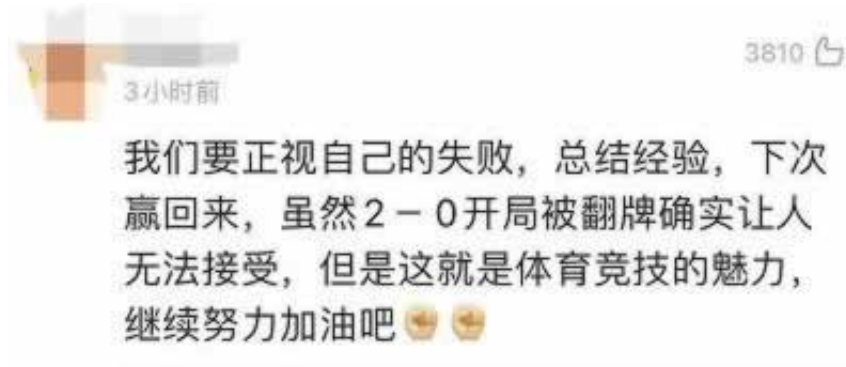 3810
3小时前
我们要正视自己的失败，总结经验，下次
赢回来，虽然2－0开局被翻牌确实让人
无法接受，但是这就是体育竞技的魅力，
继续努力加油吧